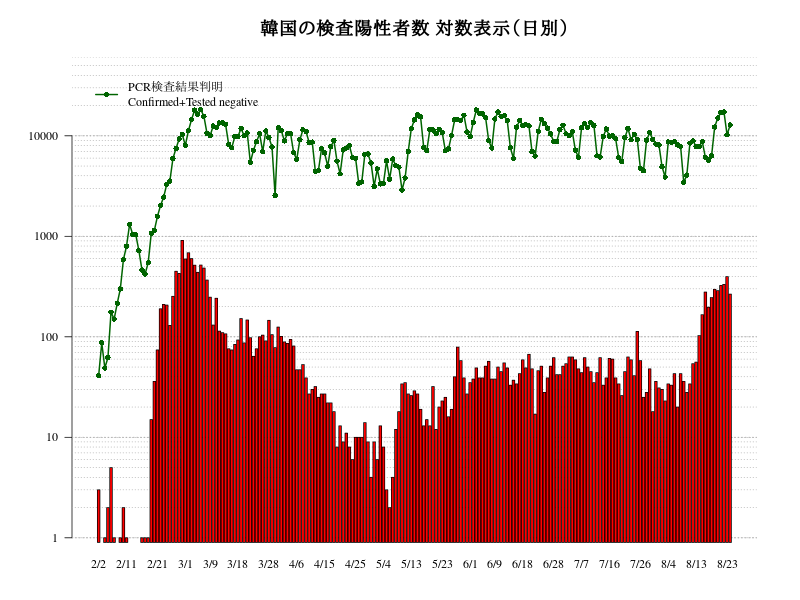 韓国の検査陽性者数 対数表示（日別）
PCR検査結果判明
Confirmed+Tested negative
10000
1000
100
10
1
2/2 2/11 2/21 3/1 3/9 3/18 3/28 4/6 4/15 4/25 5/4 5/13 5/23 6/1 6/9 6/18 6/28 7/7 7/16 7/26 8/4 8/13 8/23